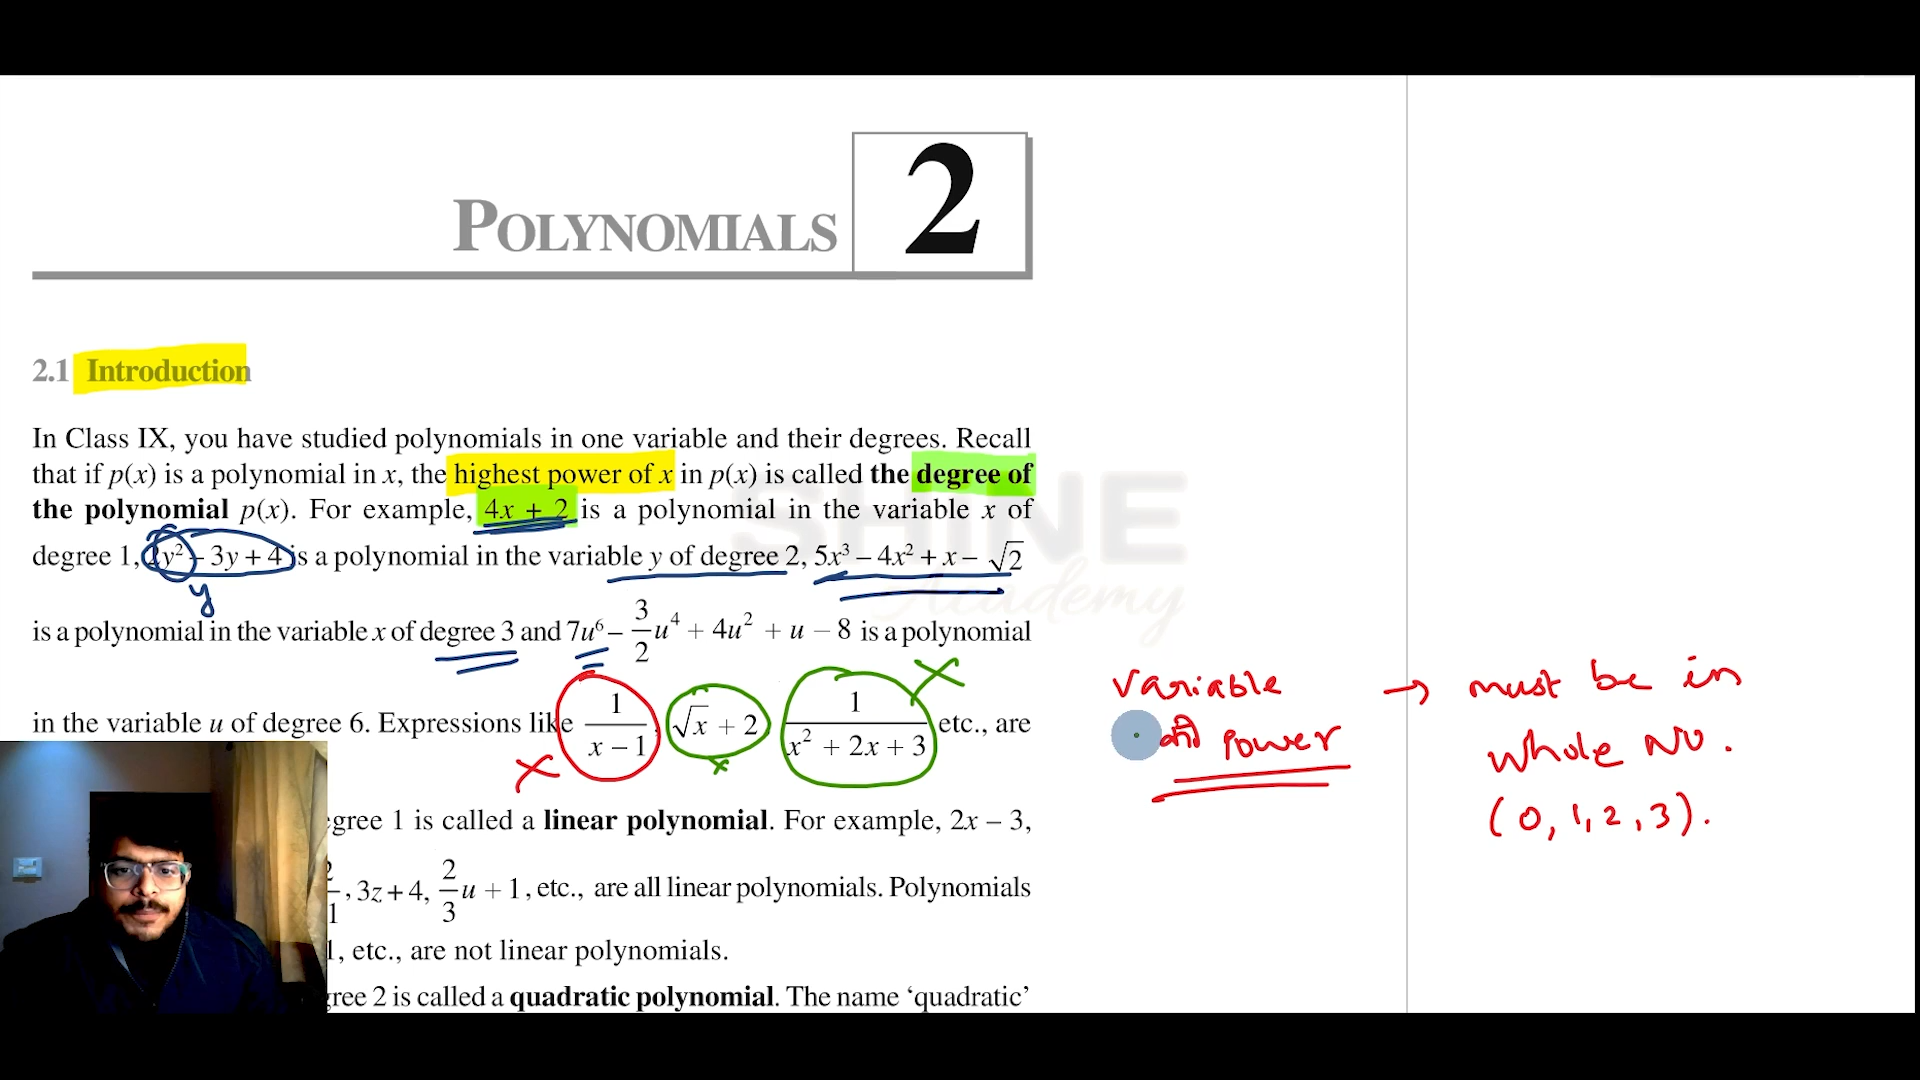 POLYNOMIALS 2
2.1 Introduction
In Class IX, you have studied polynomials in one variable and their degrees. Recall
that if p(x) is a polynomial in x, the highest power of x in p(x) is called the degree of
the polynomial p(x). For example, 4x + 2 is a polynomial in the variable x of
degree 1, 2y² – 3y + 4 is a polynomial in the variable y of degree 2, 5x³ – 4x² + x – √2
y
is a polynomial in the variable x of degree 3 and 7u⁶ – 3/2 u⁴ + 4u² + u – 8 is a polynomial
in the variable u of degree 6. Expressions like 1/(x – 1), √x + 2, 1/(x² + 2x + 3) etc., are
gree 1 is called a linear polynomial. For example, 2x – 3,
, 3z + 4, 2/3 u + 1, etc., are all linear polynomials. Polynomials
1, etc., are not linear polynomials.
gree 2 is called a quadratic polynomial. The name ‘quadratic’
SHINE
Academy
variable → must be in
Power whole No.
(0, 1, 2, 3).